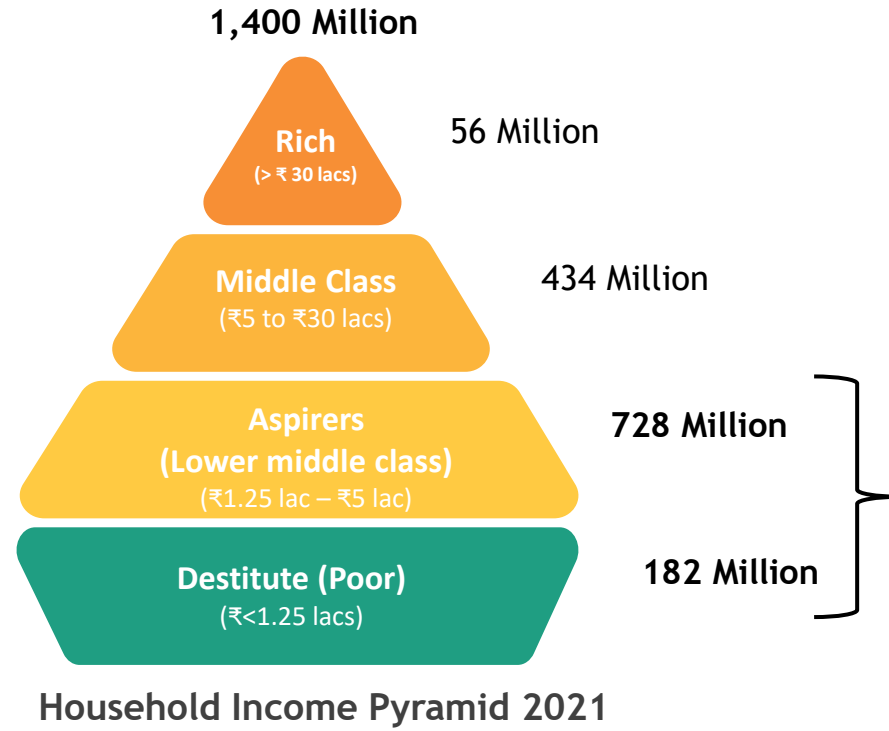 1,400 Million
Rich
(> ₹ 30 lacs)
56 Million
Middle Class
(₹5 to ₹30 lacs)
434 Million
Aspirers
(Lower middle class)
(₹1.25 lac – ₹5 lac)
728 Million
Destitute (Poor)
(₹<1.25 lacs)
182 Million
Household Income Pyramid 2021